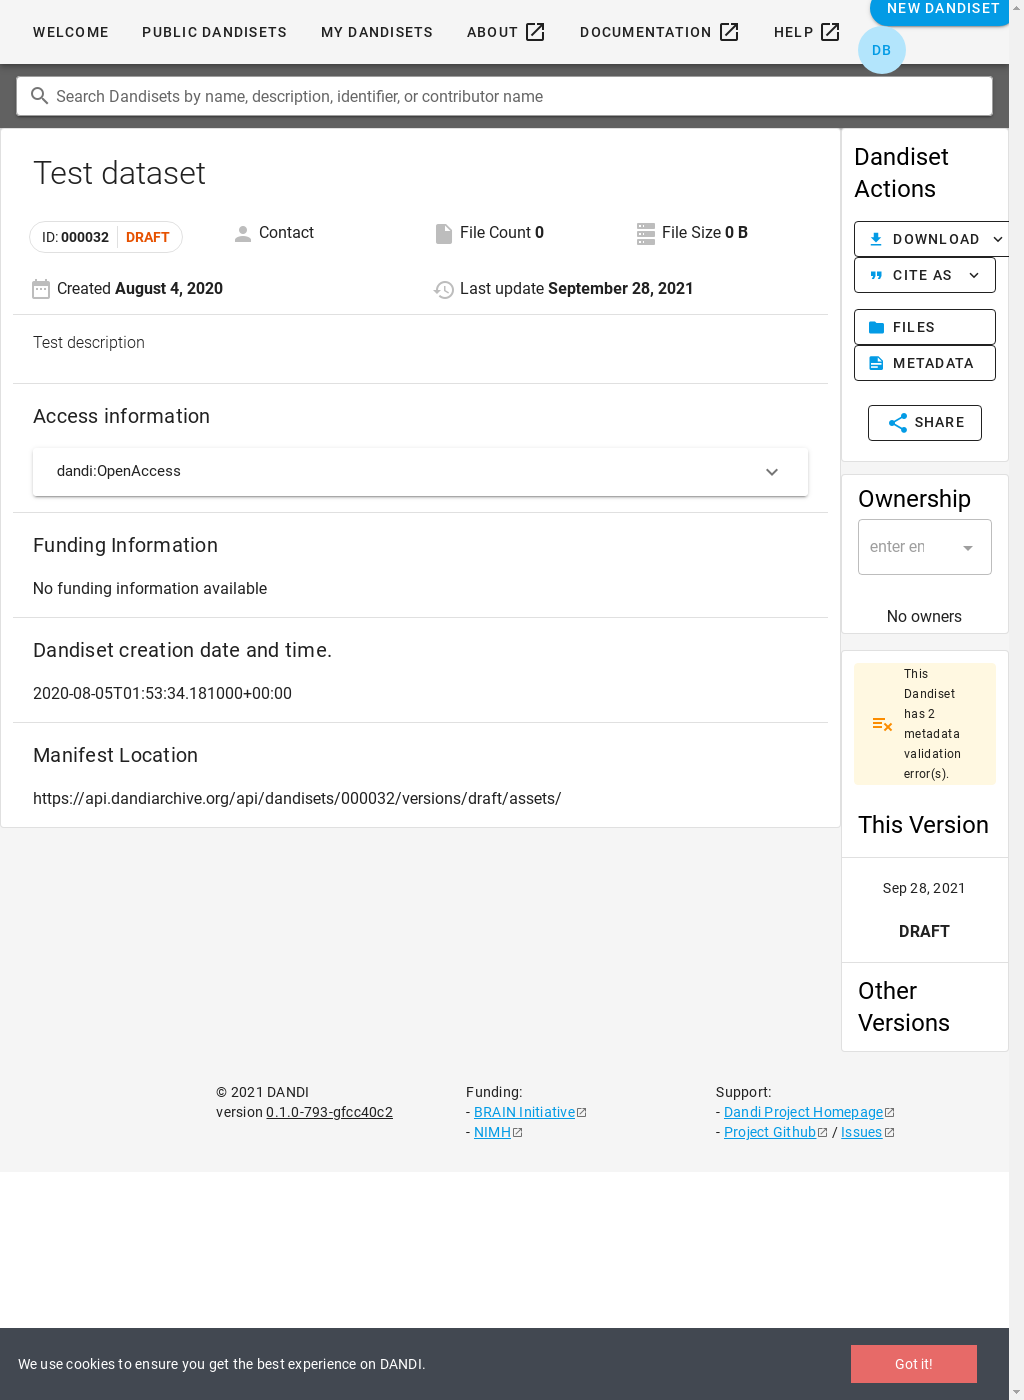 WELCOME PUBLIC DANDISETS MY DANDISETS ABOUT DOCUMENTATION HELP NEW DANDISET
DB
Search Dandisets by name, description, identifier, or contributor name
Test dataset
ID: 000032 DRAFT Contact File Count 0 File Size 0 B
Created August 4, 2020 Last update September 28, 2021
Test description
Access information
dandi:OpenAccess
Funding Information
No funding information available
Dandiset creation date and time.
2020-08-05T01:53:34.181000+00:00
Manifest Location
https://api.dandiarchive.org/api/dandisets/000032/versions/draft/assets/
Dandiset
Actions
DOWNLOAD
CITE AS
FILES
METADATA
SHARE
Ownership
enter en
No owners
This
Dandiset
has 2
metadata
validation
error(s).
This Version
Sep 28, 2021
DRAFT
Other
Versions
© 2021 DANDI
version 0.1.0-793-gfcc40c2
Funding:
- BRAIN Initiative
- NIMH
Support:
- Dandi Project Homepage
- Project Github / Issues
We use cookies to ensure you get the best experience on DANDI.
Got it!